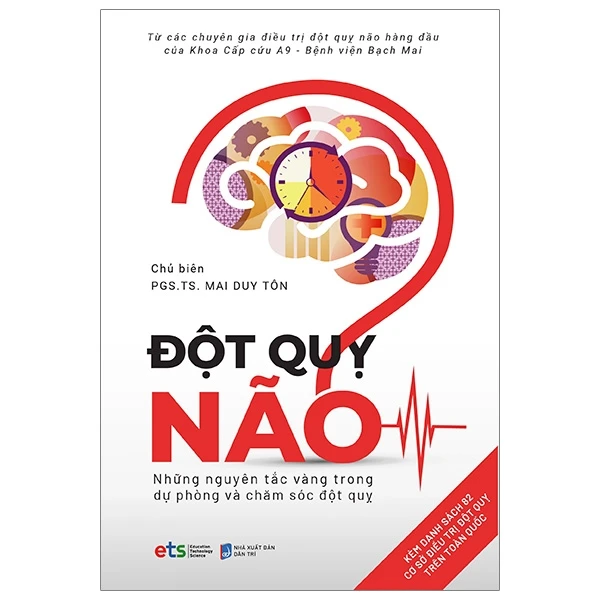 Từ các chuyên gia điều trị đột quỵ não hàng đầu
của Khoa Cấp cứu A9 - Bệnh viện Bạch Mai
Chủ biên
PGS.TS. MAI DUY TÔN
ĐỘT QUỴ
NÃO
Những nguyên tắc vàng trong
dự phòng và chăm sóc đột quỵ
KÈM DANH SÁCH 82
CƠ SỞ ĐIỀU TRỊ ĐỘT QUỴ
TRÊN TOÀN QUỐC
ets Education
Technology
Science
NHÀ XUẤT BẢN
DÂN TRÍ